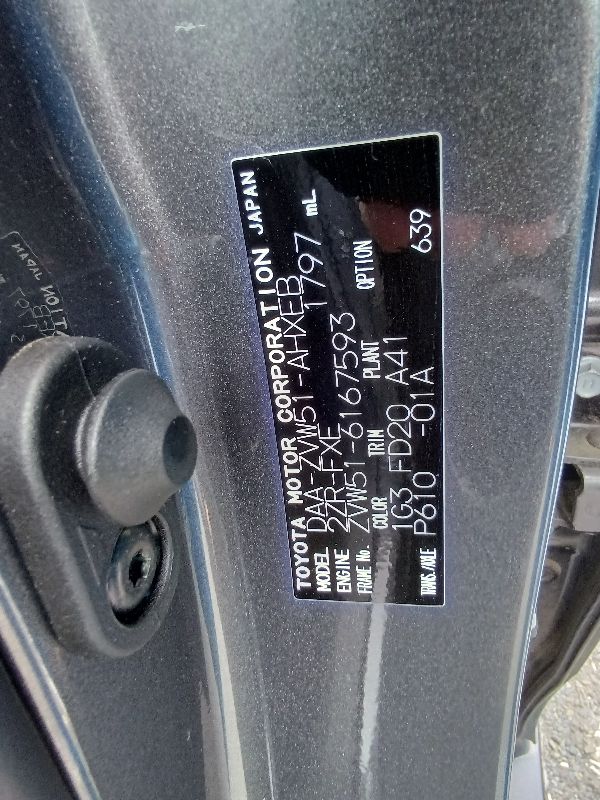 TOYOTA MOTOR CORPORATION JAPAN
MODEL DAA-ZVW51-AHXEB
ENGINE 2ZR-FXE 1797 mL
FRAME No. ZVW51-6167593
COLOR TRIM PLANT OPTION
1G3 FD20 A41 639
TRANS./AXLE P610 -01A